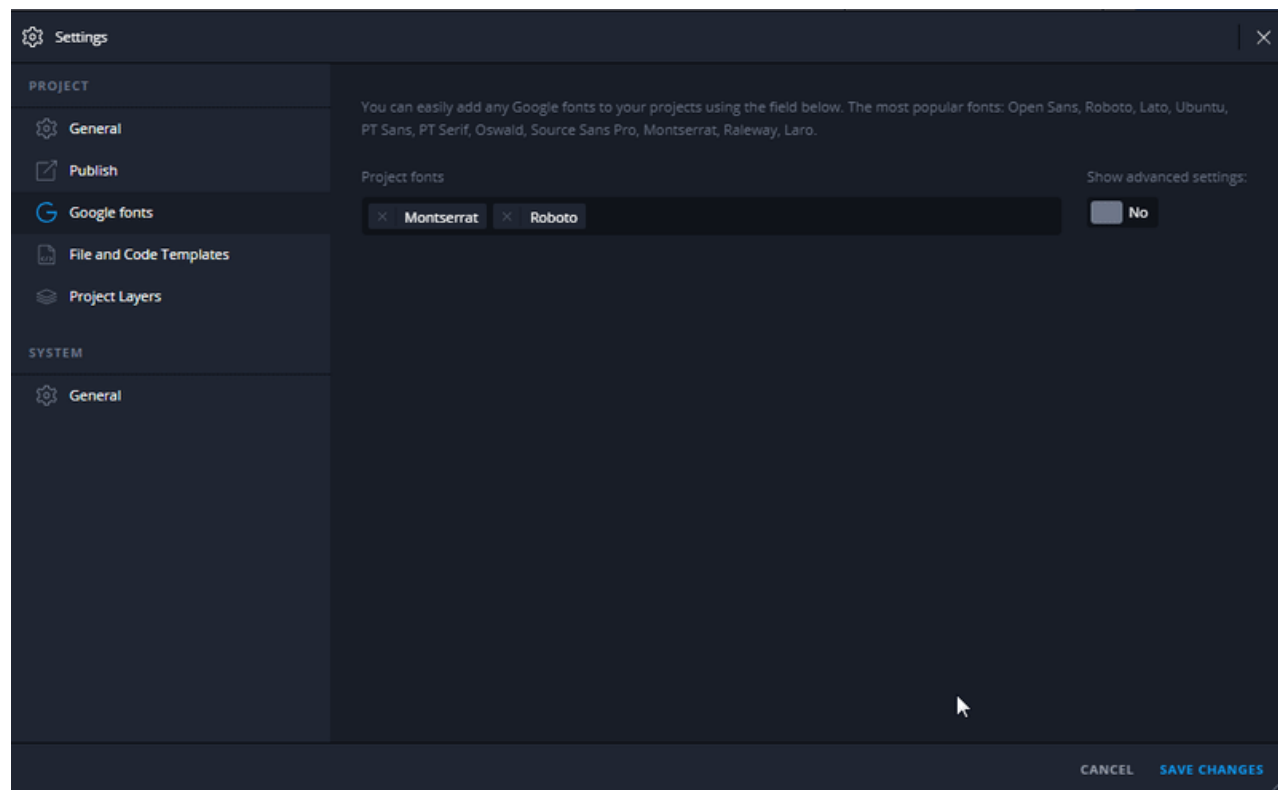 Settings
PROJECT
General
Publish
Google fonts
File and Code Templates
Project Layers
SYSTEM
General
You can easily add any Google fonts to your projects using the field below. The most popular fonts: Open Sans, Roboto, Lato, Ubuntu,
PT Sans, PT Serif, Oswald, Source Sans Pro, Montserrat, Raleway, Laro.
Project fonts
Show advanced settings:
Montserrat Roboto
No
CANCEL SAVE CHANGES